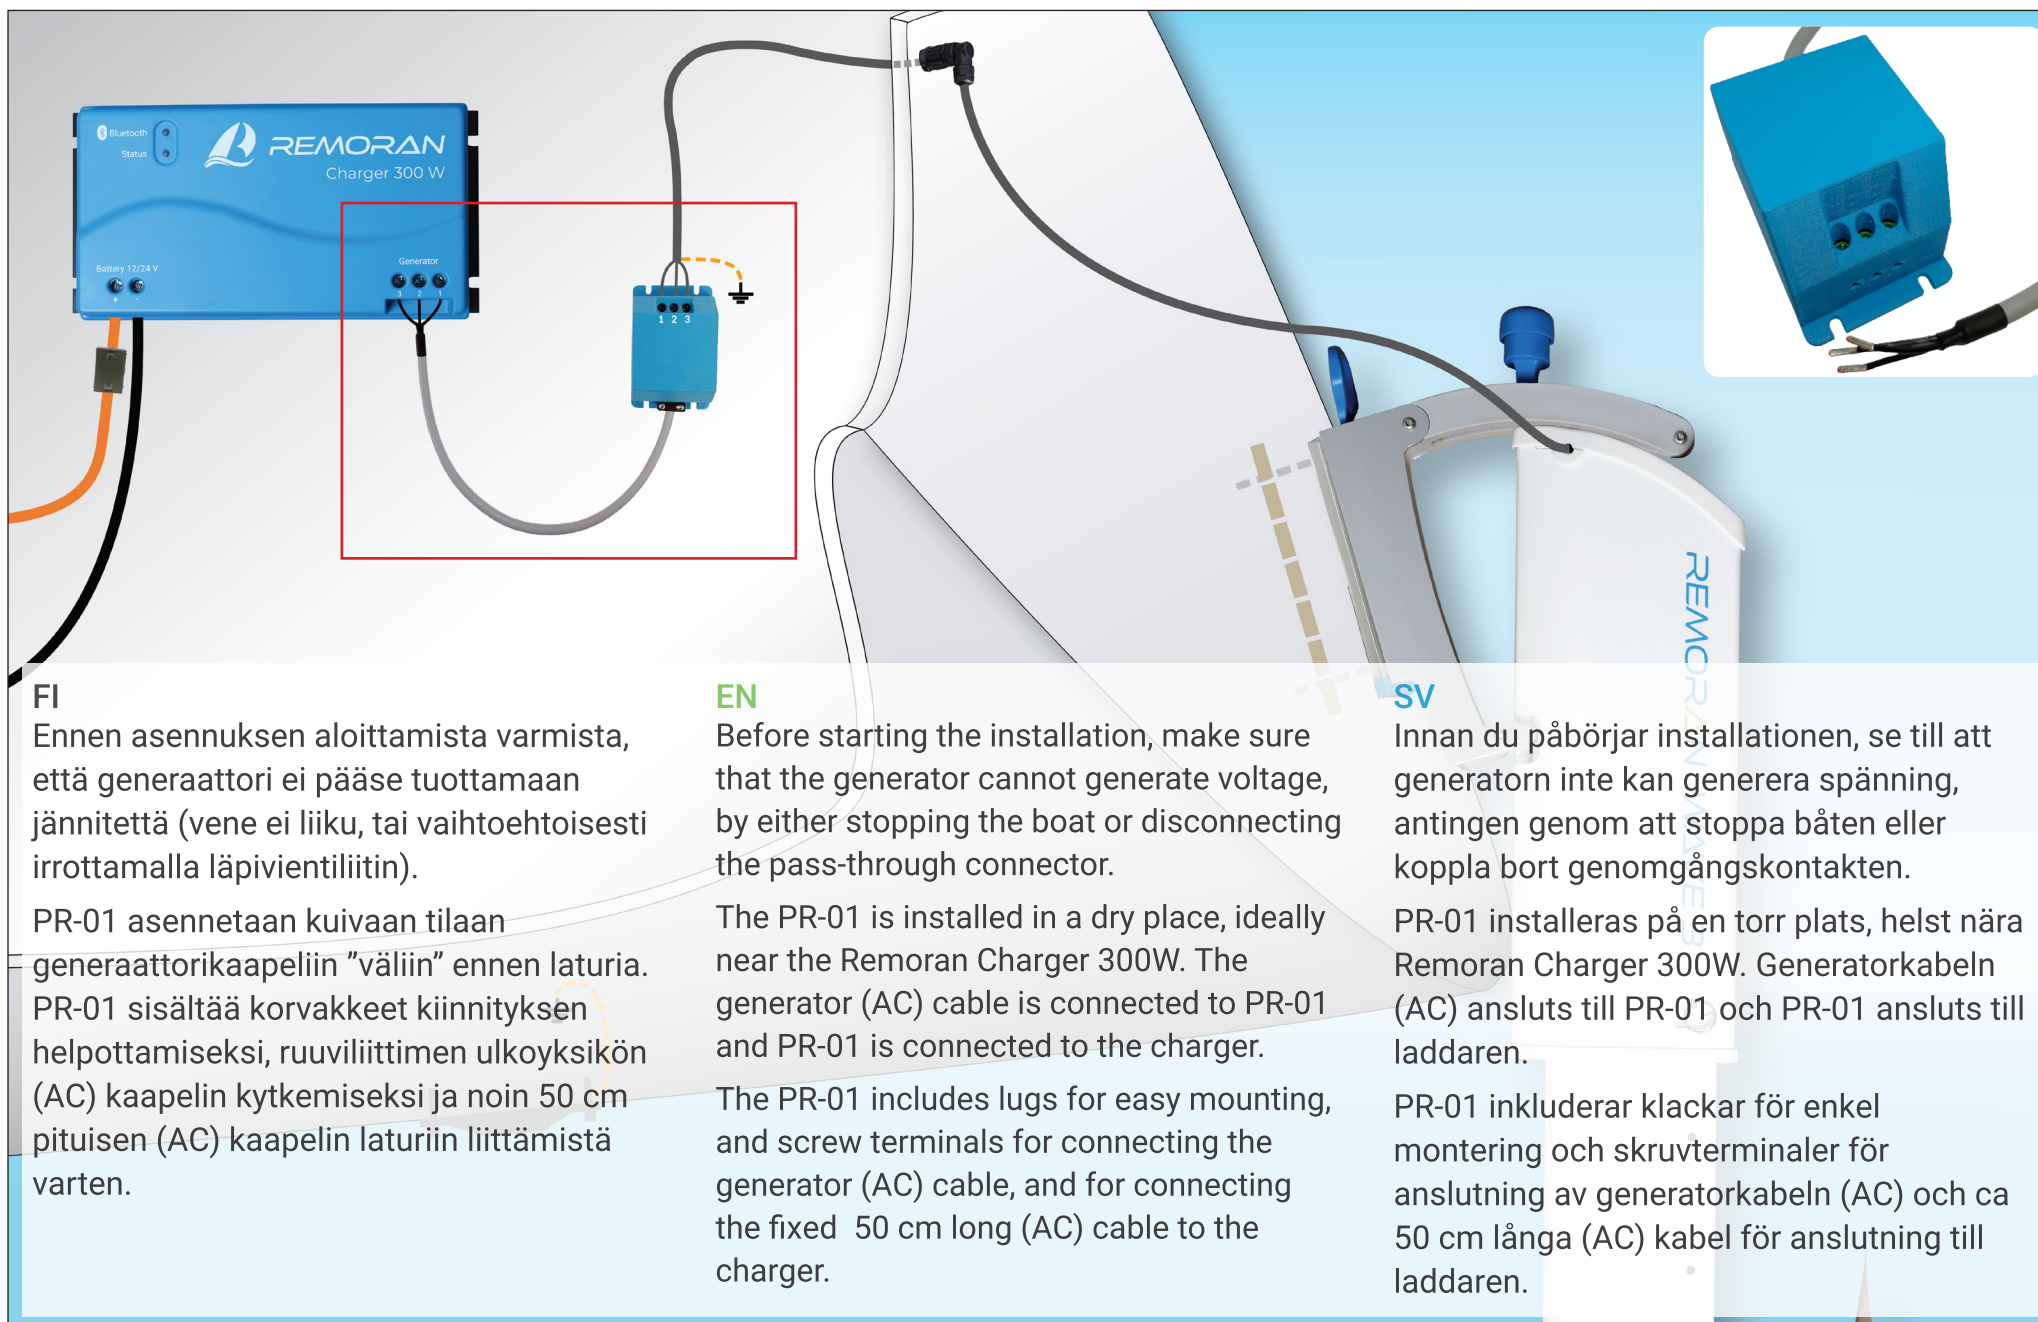 Bluetooth
Status
REMORAN
Charger 300 W
Battery 12/24 V
+ -
Generator
3 2 1
1 2 3
REMORAN WAVE 3
FI
Ennen asennuksen aloittamista varmista,
että generaattori ei pääse tuottamaan
jännitettä (vene ei liiku, tai vaihtoehtoisesti
irrottamalla läpivientiliitin).
PR-01 asennetaan kuivaan tilaan
generaattorikaapeliin ”väliin” ennen laturia.
PR-01 sisältää korvakkeet kiinnityksen
helpottamiseksi, ruuviliittimen ulkoyksikön
(AC) kaapelin kytkemiseksi ja noin 50 cm
pituisen (AC) kaapelin laturiin liittämistä
varten.
EN
Before starting the installation, make sure
that the generator cannot generate voltage,
by either stopping the boat or disconnecting
the pass-through connector.
The PR-01 is installed in a dry place, ideally
near the Remoran Charger 300W. The
generator (AC) cable is connected to PR-01
and PR-01 is connected to the charger.
The PR-01 includes lugs for easy mounting,
and screw terminals for connecting the
generator (AC) cable, and for connecting
the fixed  50 cm long (AC) cable to the
charger.
SV
Innan du påbörjar installationen, se till att
generatorn inte kan generera spänning,
antingen genom att stoppa båten eller
koppla bort genomgångskontakten.
PR-01 installeras på en torr plats, helst nära
Remoran Charger 300W. Generatorkabeln
(AC) ansluts till PR-01 och PR-01 ansluts till
laddaren.
PR-01 inkluderar klackar för enkel
montering och skruvterminaler för
anslutning av generatorkabeln (AC) och ca
50 cm långa (AC) kabel för anslutning till
laddaren.